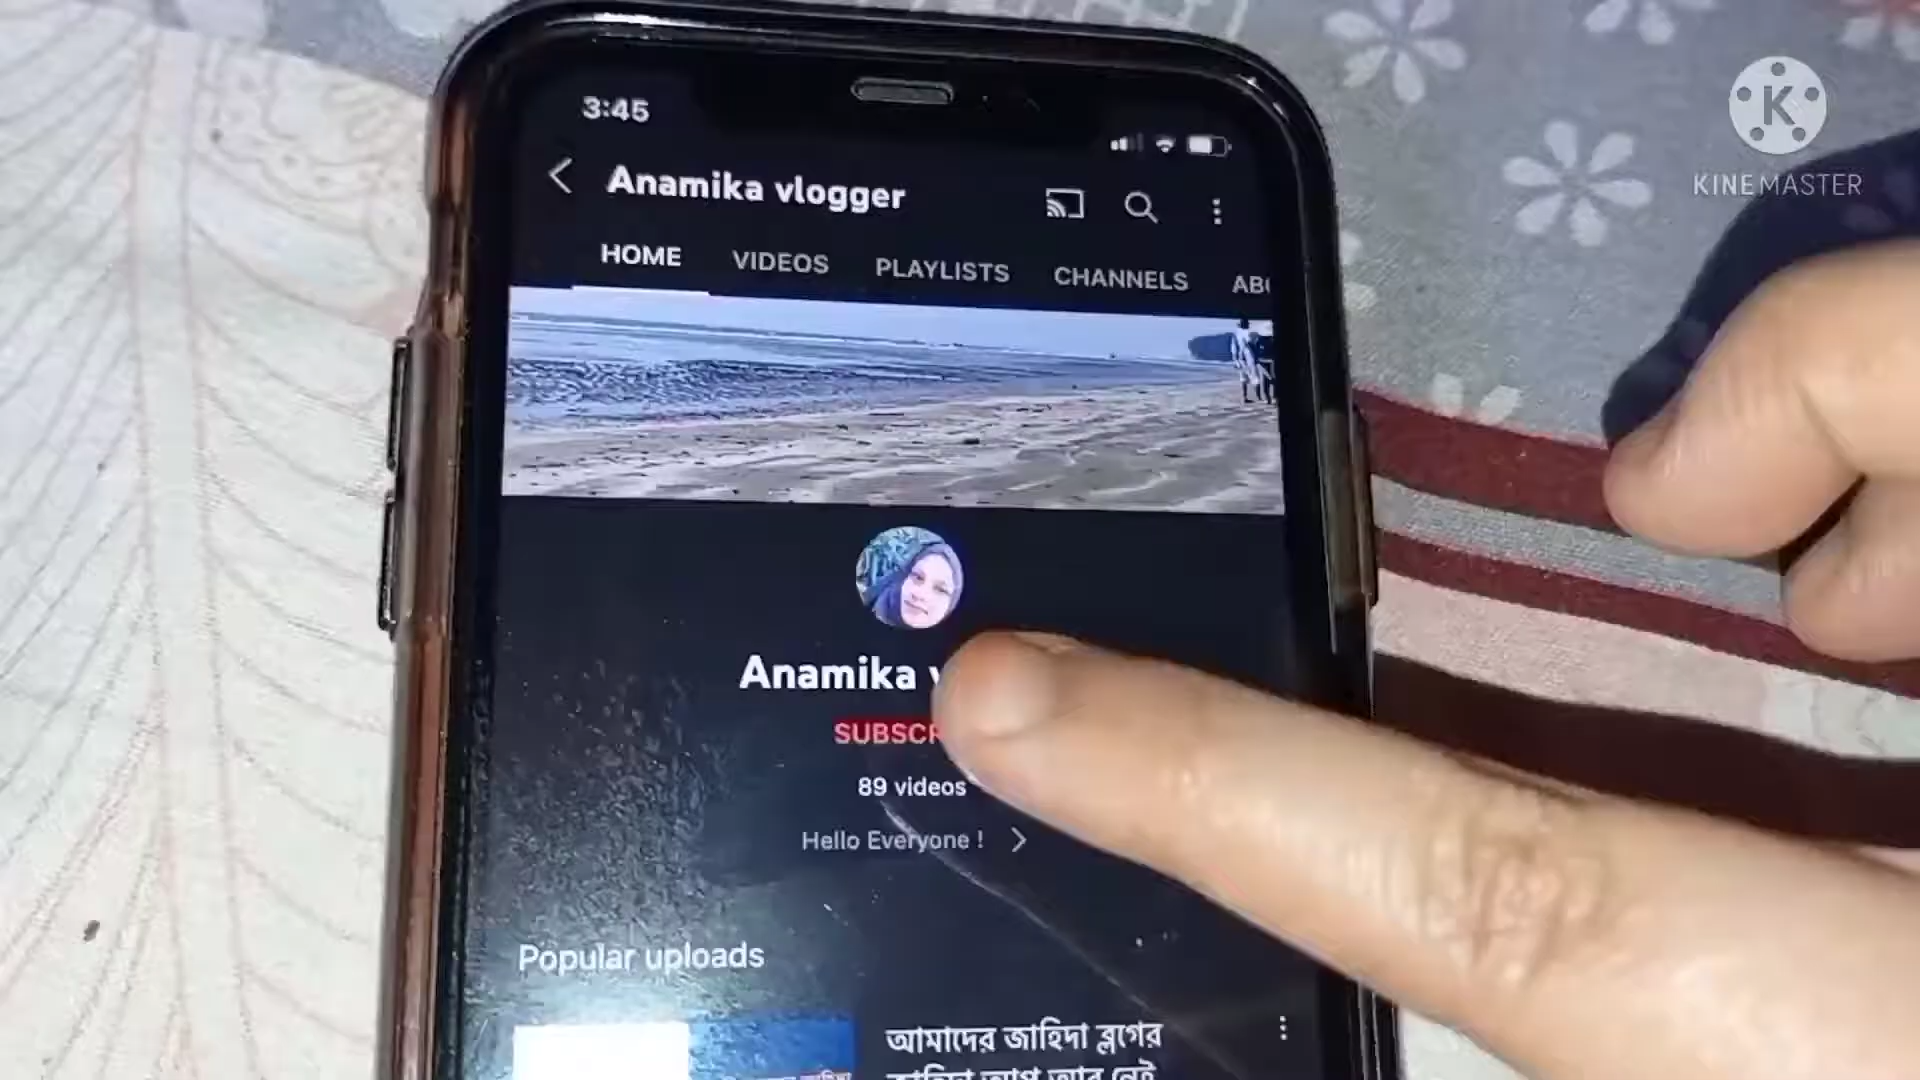 3:45
K
KINEMASTER
Anamika vlogger
HOME VIDEOS PLAYLISTS CHANNELS
Anamika
89 videos
Hello Everyone !
Popular uploads
আমাদের জাহিদা ব্লগের